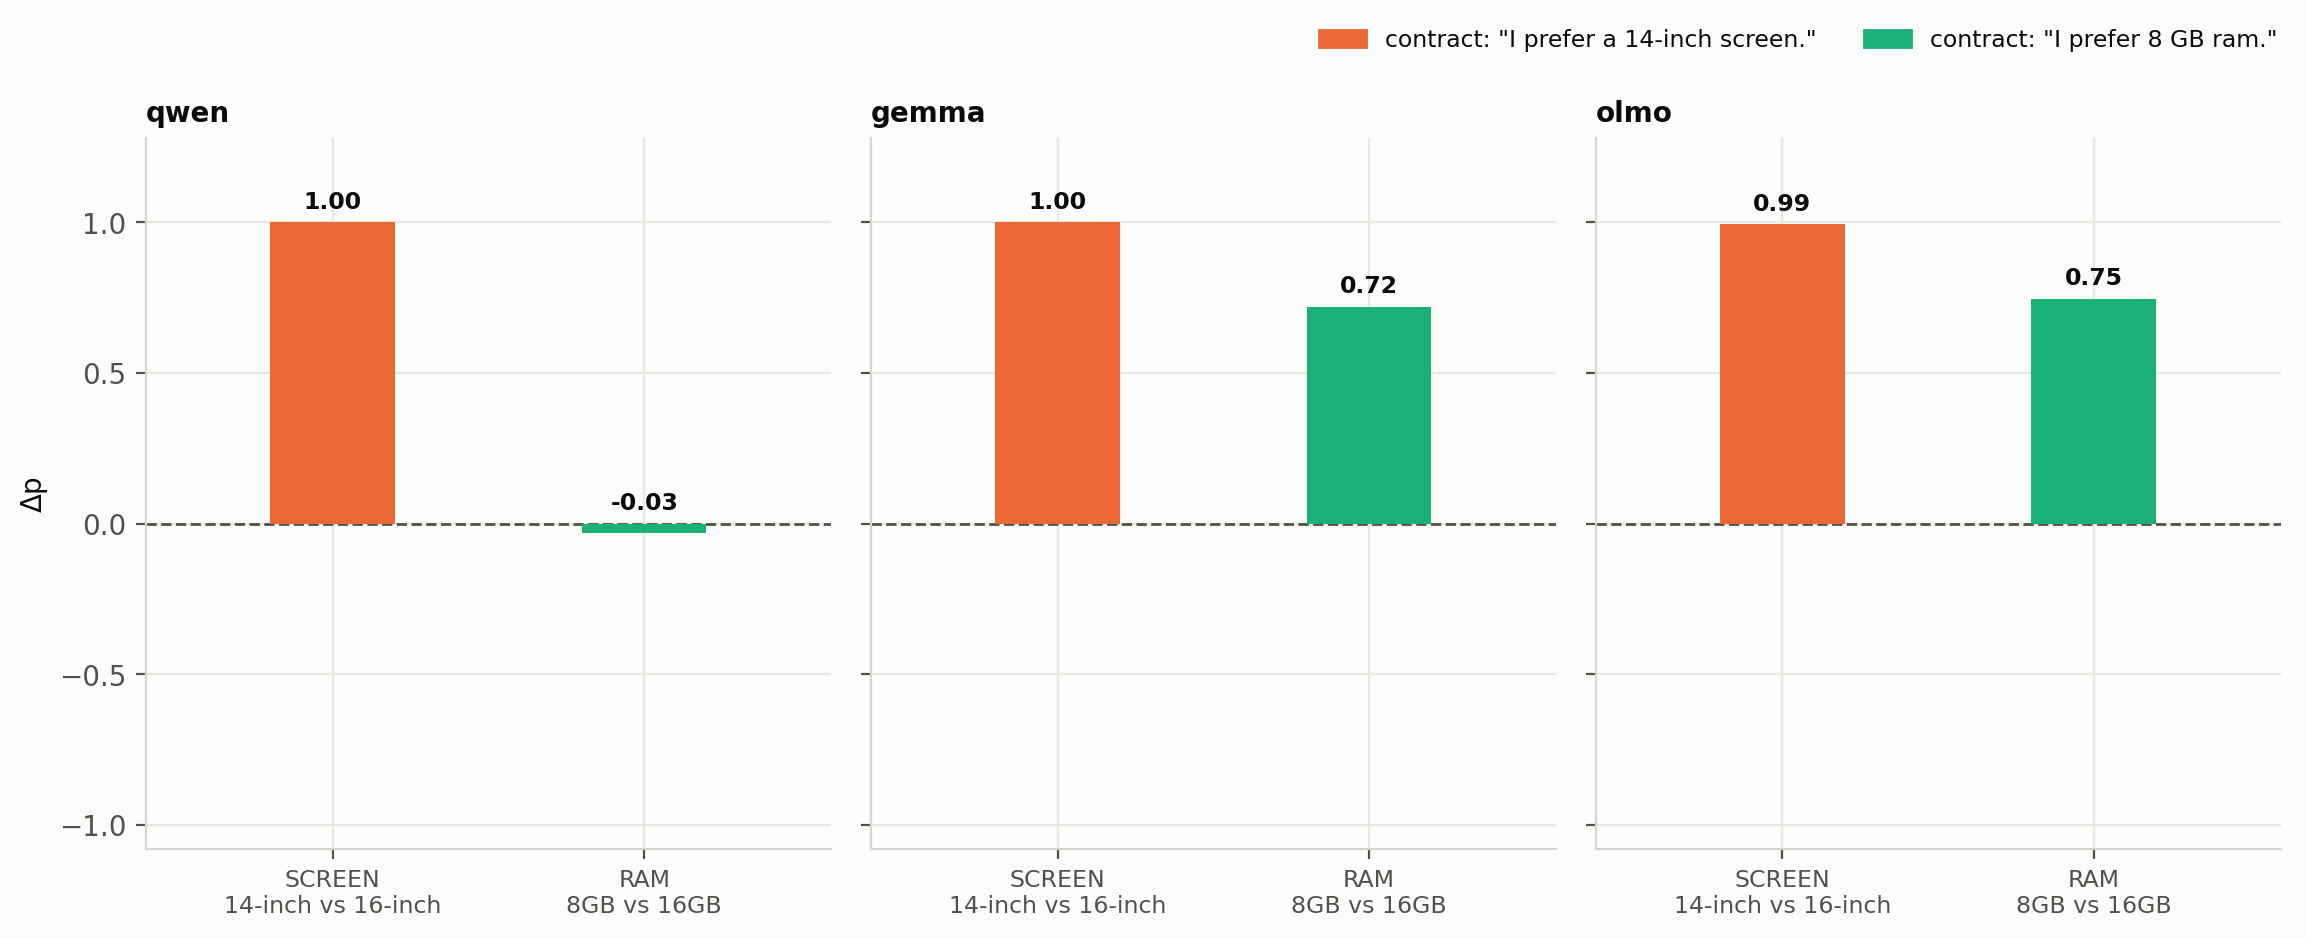 contract: "I prefer a 14-inch screen."
contract: "I prefer 8 GB ram."
qwen
gemma
olmo
1.00
1.00
0.99
0.72
0.75
-0.03
1.0
0.5
0.0
−0.5
−1.0
Δp
SCREEN
14-inch vs 16-inch
RAM
8GB vs 16GB
SCREEN
14-inch vs 16-inch
RAM
8GB vs 16GB
SCREEN
14-inch vs 16-inch
RAM
8GB vs 16GB